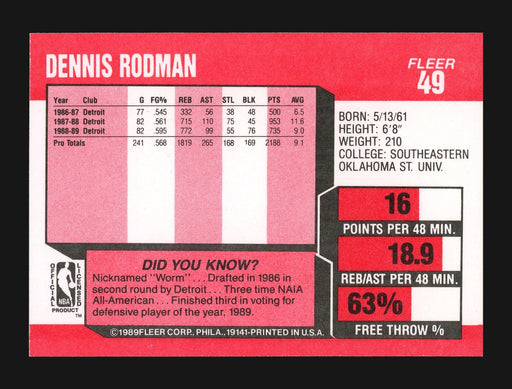 DENNIS RODMAN
FLEER
49
Year Club G FG% REB AST STL BLK PTS AVG
1986-87 Detroit 77 .545 332 56 38 48 500 6.5
1987-88 Detroit 82 .561 715 110 75 45 953 11.6
1988-89 Detroit 82 .595 772 99 55 76 735 9.0
Pro Totals 241 .568 1819 265 168 169 2188 9.1
BORN: 5/13/61
HEIGHT: 6'8"
WEIGHT: 210
COLLEGE: SOUTHEASTERN
OKLAHOMA ST. UNIV.
16
POINTS PER 48 MIN.
18.9
REB/AST PER 48 MIN.
63%
FREE THROW %
DID YOU KNOW?
Nicknamed "Worm" . . . Drafted in 1986 in
second round by Detroit . . . Three time NAIA
All-American . . . Finished third in voting for
defensive player of the year, 1989.
OFFICIAL
LICENSED
NBA
PRODUCT™
©1989FLEER CORP., PHILA., 19141-PRINTED IN U.S.A.